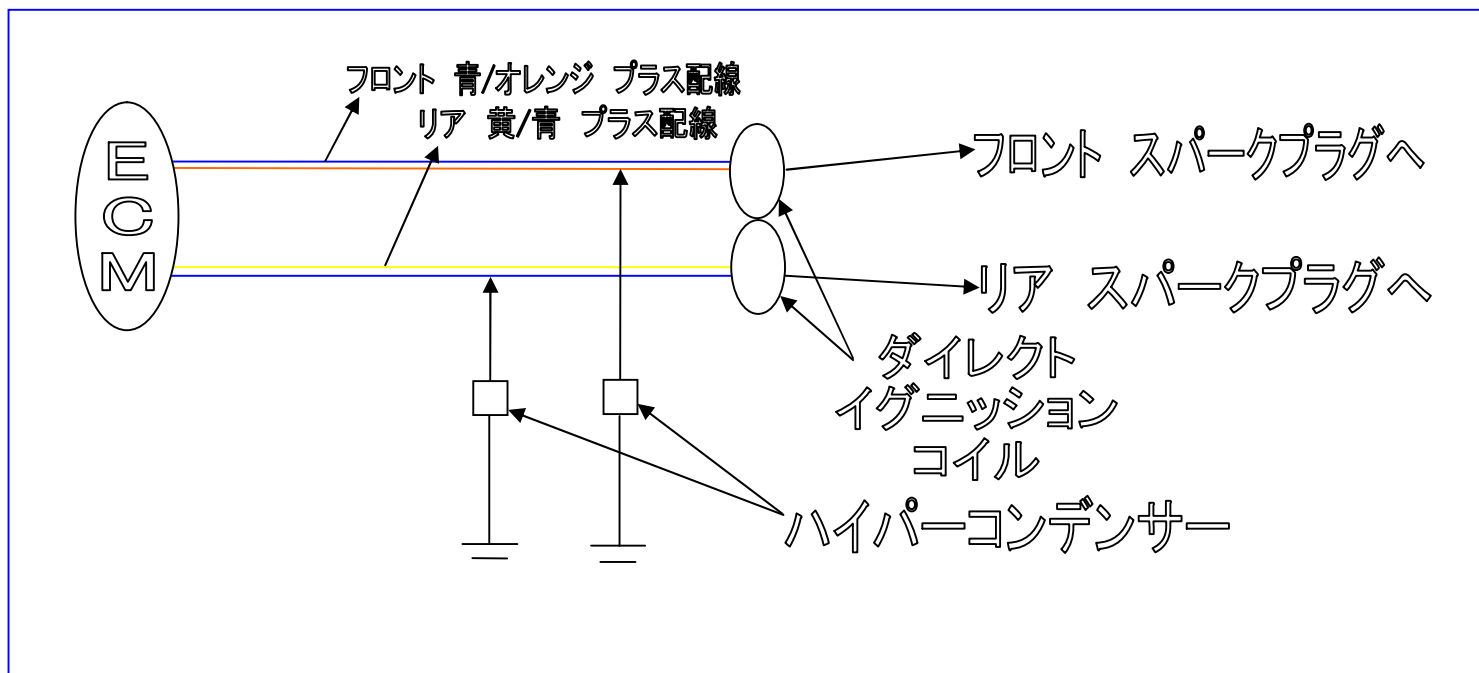 フロント 青/オレンジ プラス配線
リア 黄/青 プラス配線
ECM
フロント スパークプラグヘ
リア スパークプラグヘ
ダイレクト
イグニッション
コイル
ハイパーコンデンサー